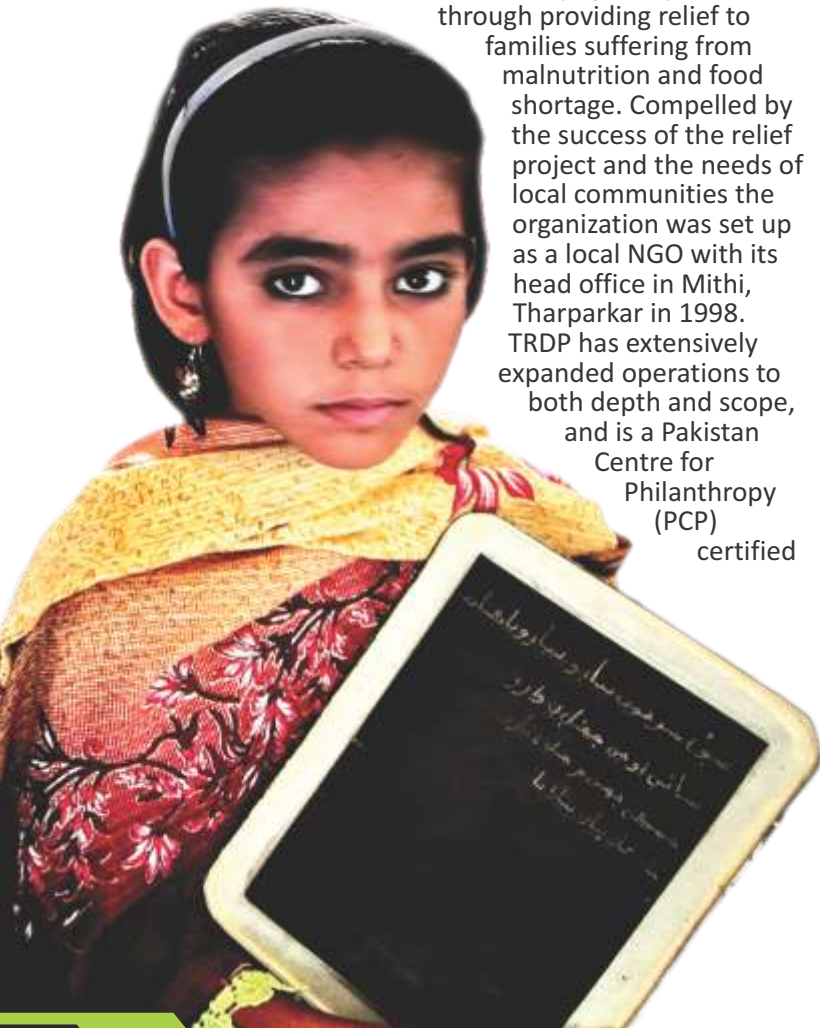 through providing relief to
families suffering from
malnutrition and food
shortage. Compelled by
the success of the relief
project and the needs of
local communities the
organization was set up
as a local NGO with its
head office in Mithi,
Tharparkar in 1998.
TRDP has extensively
expanded operations to
both depth and scope,
and is a Pakistan
Centre for
Philanthropy
(PCP)
certified